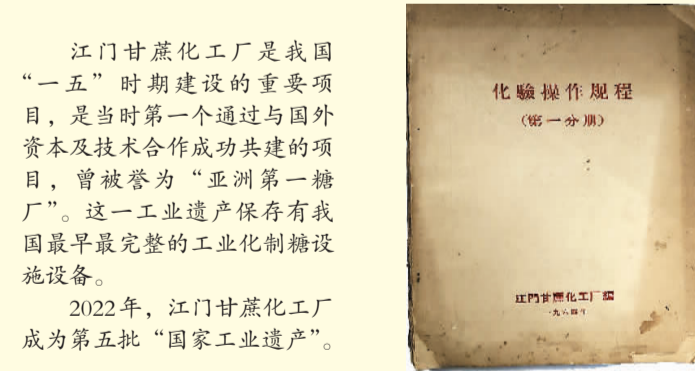 江门甘蔗化工厂是我国
“一五”时期建设的重要项
目，是当时第一个通过与国外
资本及技术合作成功共建的项
目，曾被誉为“亚洲第一糖
厂”。这一工业遗产保存有我
国最早最完整的工业化制糖设
施设备。
2022年，江门甘蔗化工厂
成为第五批“国家工业遗产”。
化驗操作规程
(第一分册)
江門甘蔗化工厂編
一九六四年